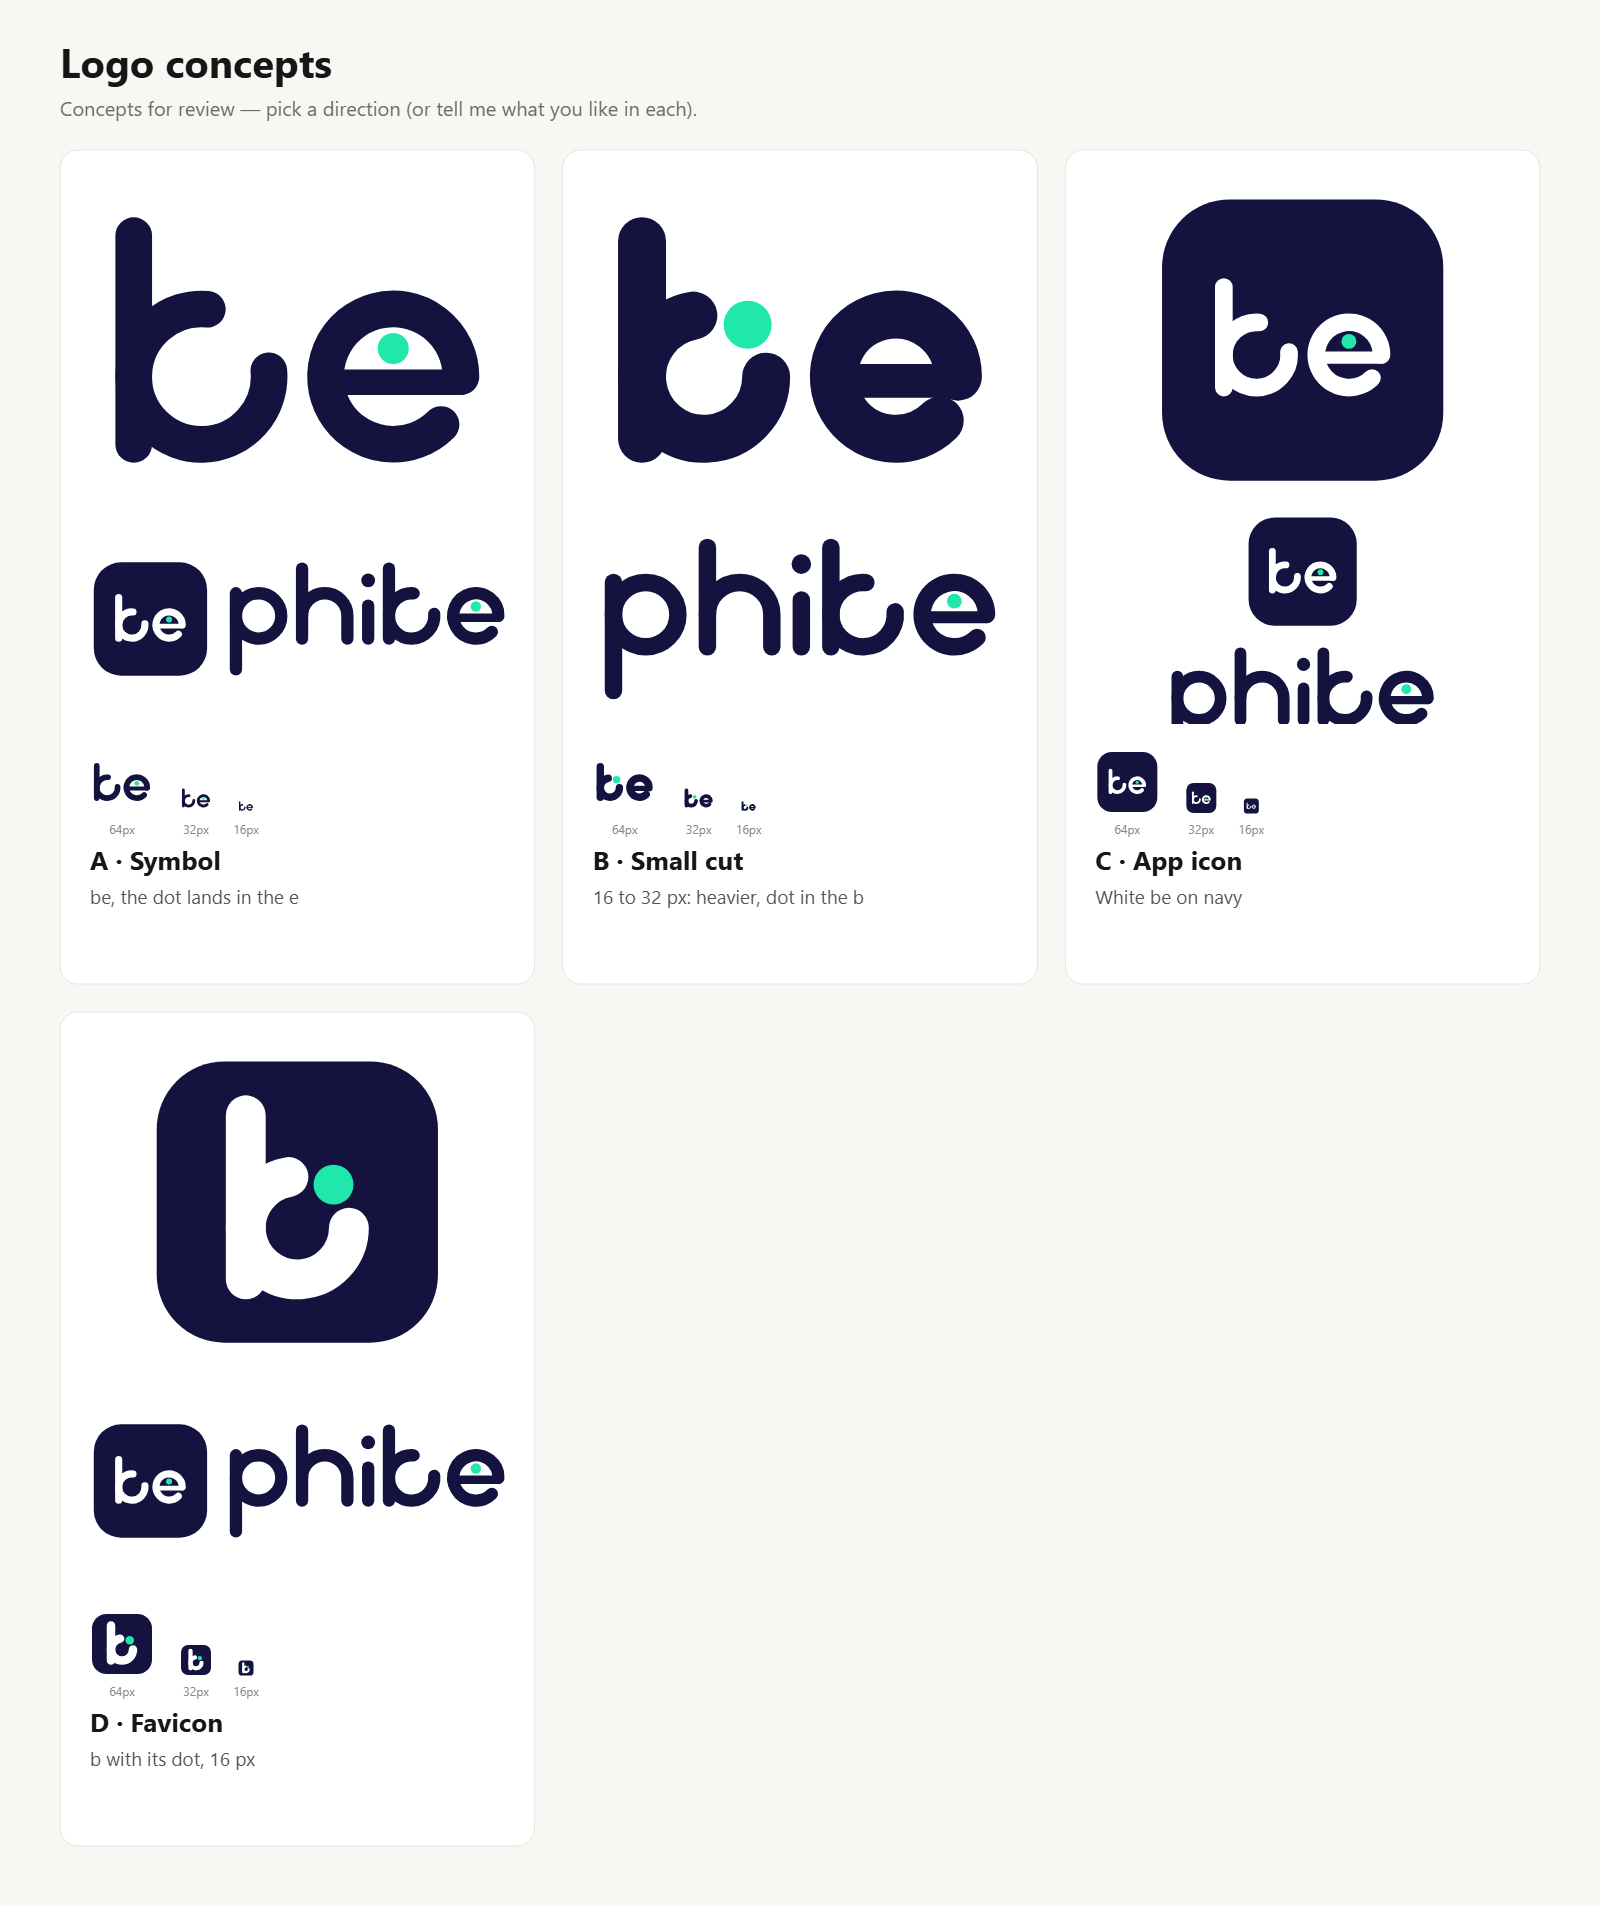 Logo concepts
Concepts for review — pick a direction (or tell me what you like in each).
be
be
be
be phibe
phibe
be
phibe
be be be
64px 32px 16px
be be be
64px 32px 16px
be be be
64px 32px 16px
A · Symbol
be, the dot lands in the e
B · Small cut
16 to 32 px: heavier, dot in the b
C · App icon
White be on navy
b
be phibe
b b b
64px 32px 16px
D · Favicon
b with its dot, 16 px